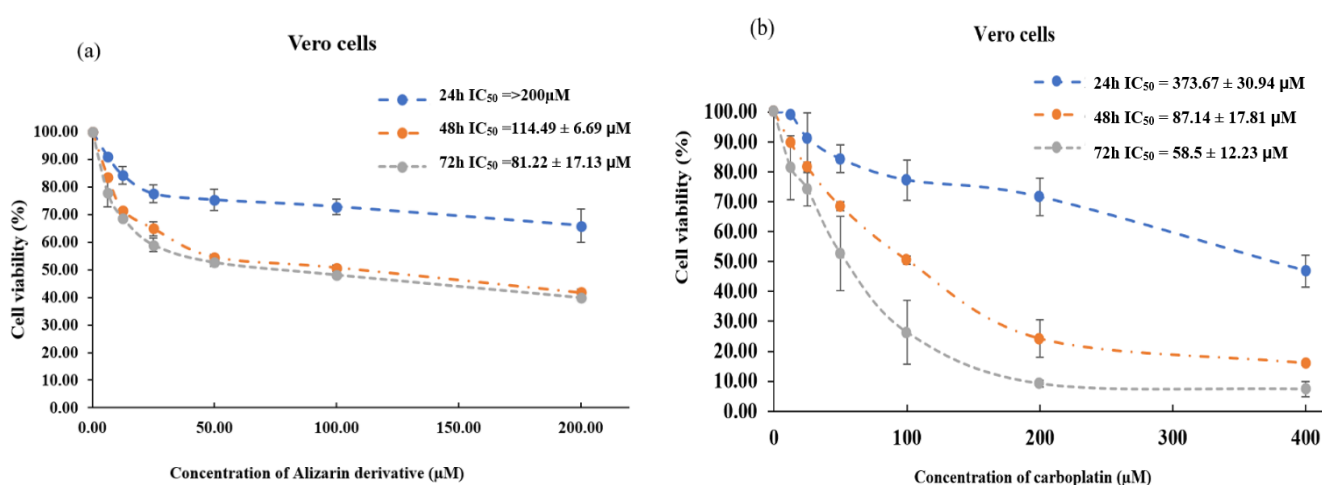 (a)
Vero cells
24h IC₅₀ =>200µM
48h IC₅₀ =114.49 ± 6.69 µM
72h IC₅₀ =81.22 ± 17.13 µM
100.00
90.00
80.00
70.00
60.00
50.00
40.00
30.00
20.00
10.00
0.00
Cell viability (%)
0.00 50.00 100.00 150.00 200.00
Concentration of Alizarin derivative (µM)
(b)
Vero cells
24h IC₅₀ = 373.67 ± 30.94 µM
48h IC₅₀ = 87.14 ± 17.81 µM
72h IC₅₀ = 58.5 ± 12.23 µM
100.00
90.00
80.00
70.00
60.00
50.00
40.00
30.00
20.00
10.00
0.00
Cell viability (%)
0 100 200 300 400
Concentration of carboplatin (µM)